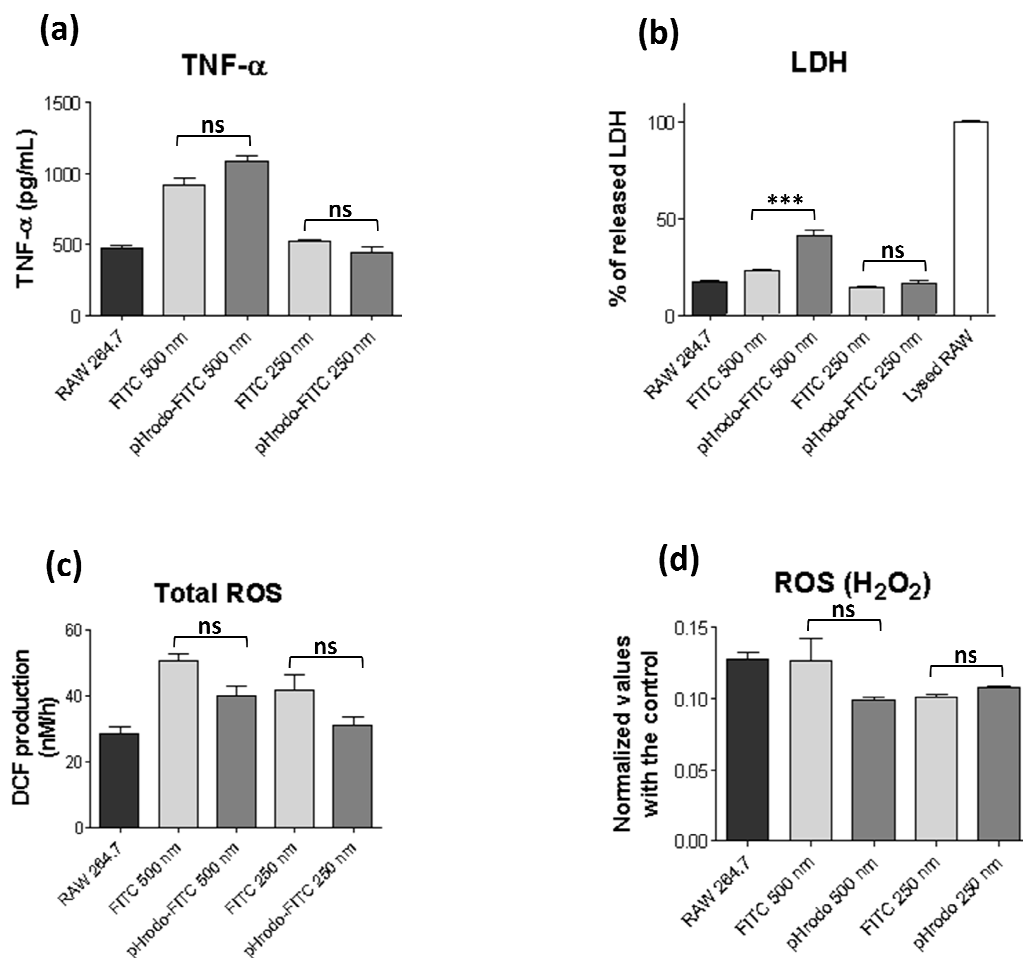 (a)
TNF-α
TNF-α (pg/mL)
1500
1000
500
0
ns
ns
RAW 264.7
FITC 500 nm
pHrodo-FITC 500 nm
FITC 250 nm
pHrodo-FITC 250 nm
(b)
LDH
% of released LDH
100
50
0
***
ns
RAW 264.7
FITC 500 nm
pHrodo-FITC 500 nm
FITC 250 nm
pHrodo-FITC 250 nm
Lysed RAW
(c)
Total ROS
DCF production
(nM/h)
60
40
20
0
ns
ns
RAW 264.7
FITC 500 nm
pHrodo-FITC 500 nm
FITC 250 nm
pHrodo-FITC 250 nm
(d)
ROS (H₂O₂)
Normalized values
with the control
0.15
0.10
0.05
0.00
ns
ns
RAW 264.7
FITC 500 nm
pHrodo 500 nm
FITC 250 nm
pHrodo 250 nm